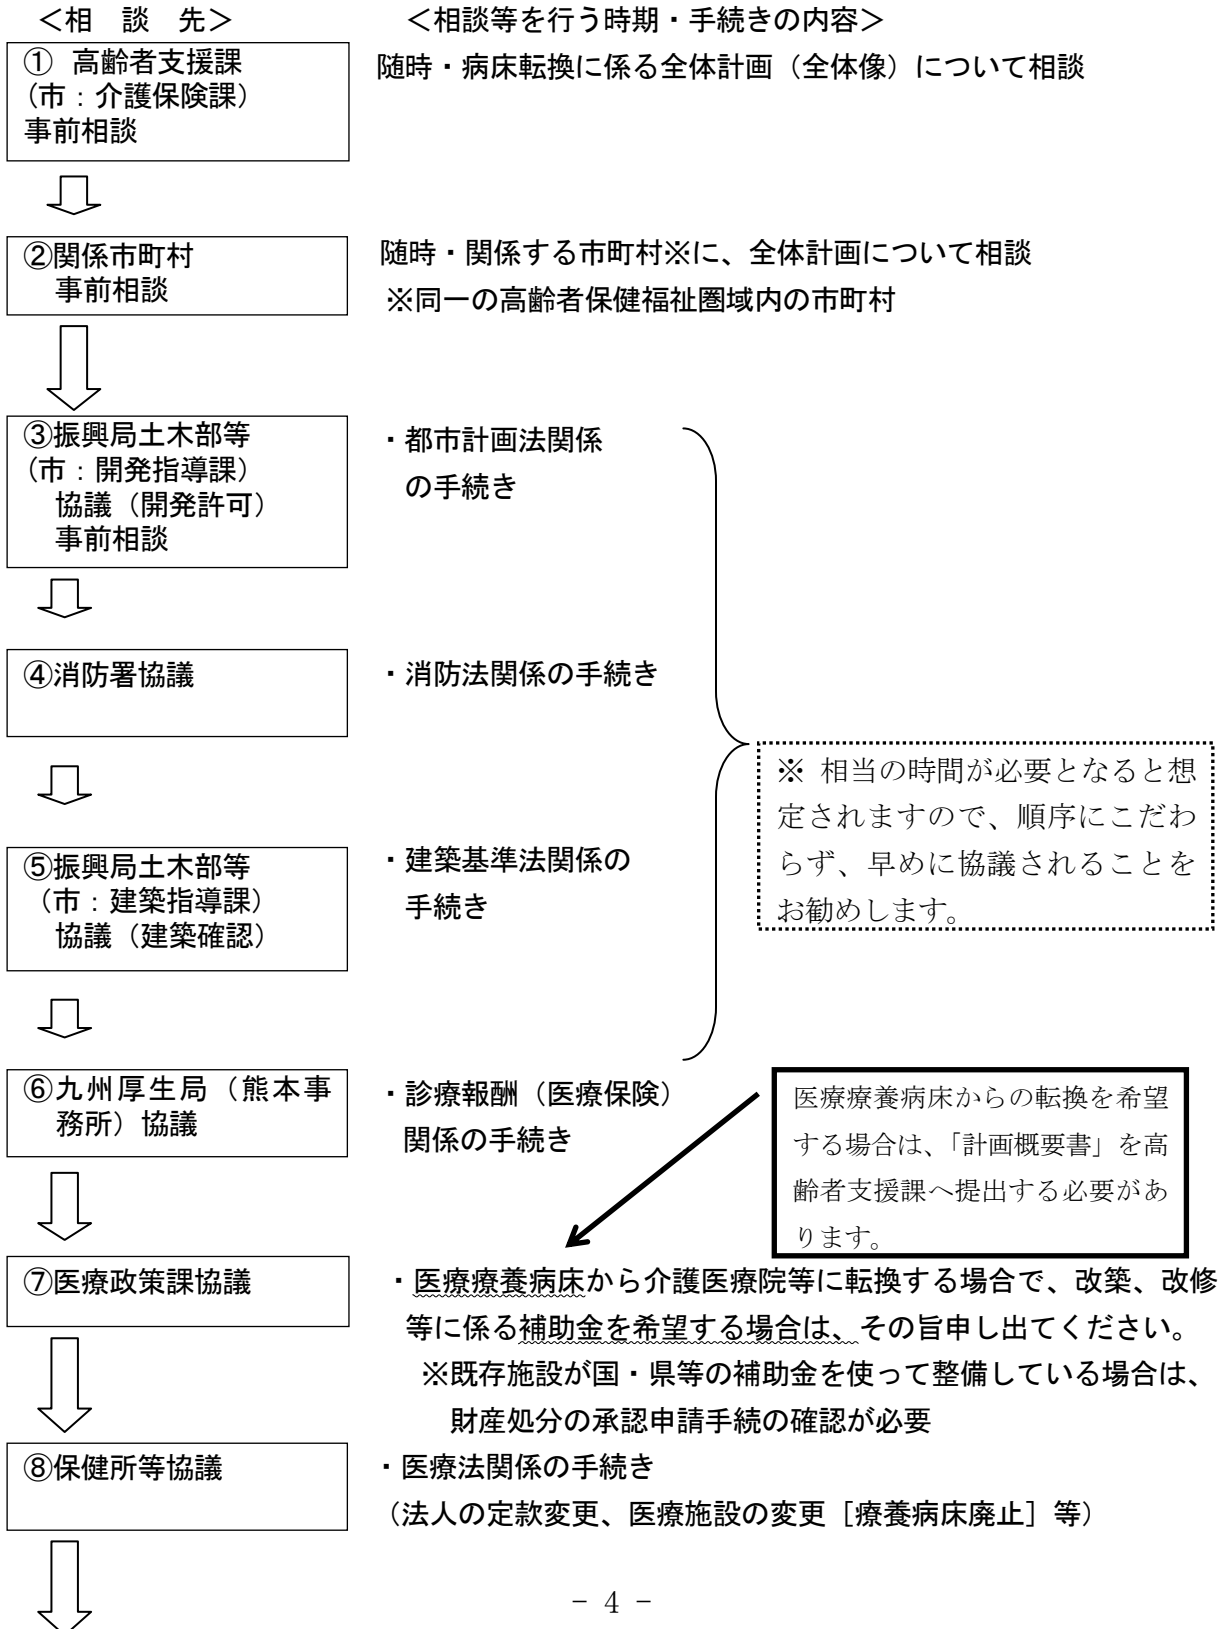 ＜相　談　先＞　　　　　＜相談等を行う時期・手続きの内容＞
①　高齢者支援課
（市：介護保険課）
事前相談
随時・病床転換に係る全体計画（全体像）について相談
②関係市町村
事前相談
随時・関係する市町村※に、全体計画について相談
※同一の高齢者保健福祉圏域内の市町村
③振興局土木部等
（市：開発指導課）
協議（開発許可）
事前相談
・都市計画法関係
の手続き
④消防署協議
・消防法関係の手続き
※ 相当の時間が必要となると想
定されますので、順序にこだわ
らず、早めに協議されることを
お勧めします。
⑤振興局土木部等
（市：建築指導課）
協議（建築確認）
・建築基準法関係の
手続き
⑥九州厚生局（熊本事
務所）協議
・診療報酬（医療保険）
関係の手続き
医療療養病床からの転換を希望
する場合は、「計画概要書」を高
齢者支援課へ提出する必要があ
ります。
⑦医療政策課協議
・医療療養病床から介護医療院等に転換する場合で、改築、改修
等に係る補助金を希望する場合は、その旨申し出てください。
※既存施設が国・県等の補助金を使って整備している場合は、
財産処分の承認申請手続の確認が必要
⑧保健所等協議
・医療法関係の手続き
（法人の定款変更、医療施設の変更［療養病床廃止］等）
- 4 -